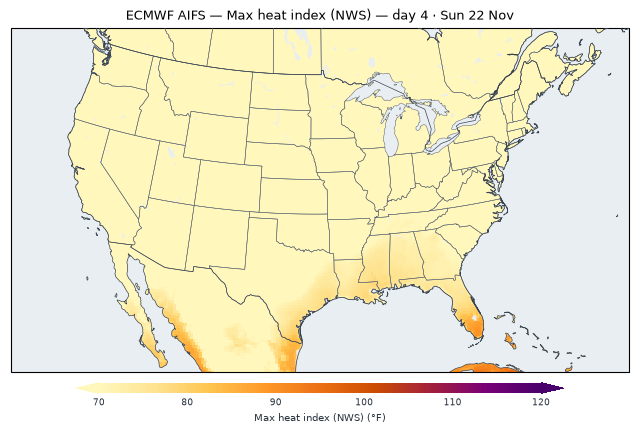 ECMWF AIFS — Max heat index (NWS) — day 4 · Sun 22 Nov
70 80 90 100 110 120
Max heat index (NWS) (°F)